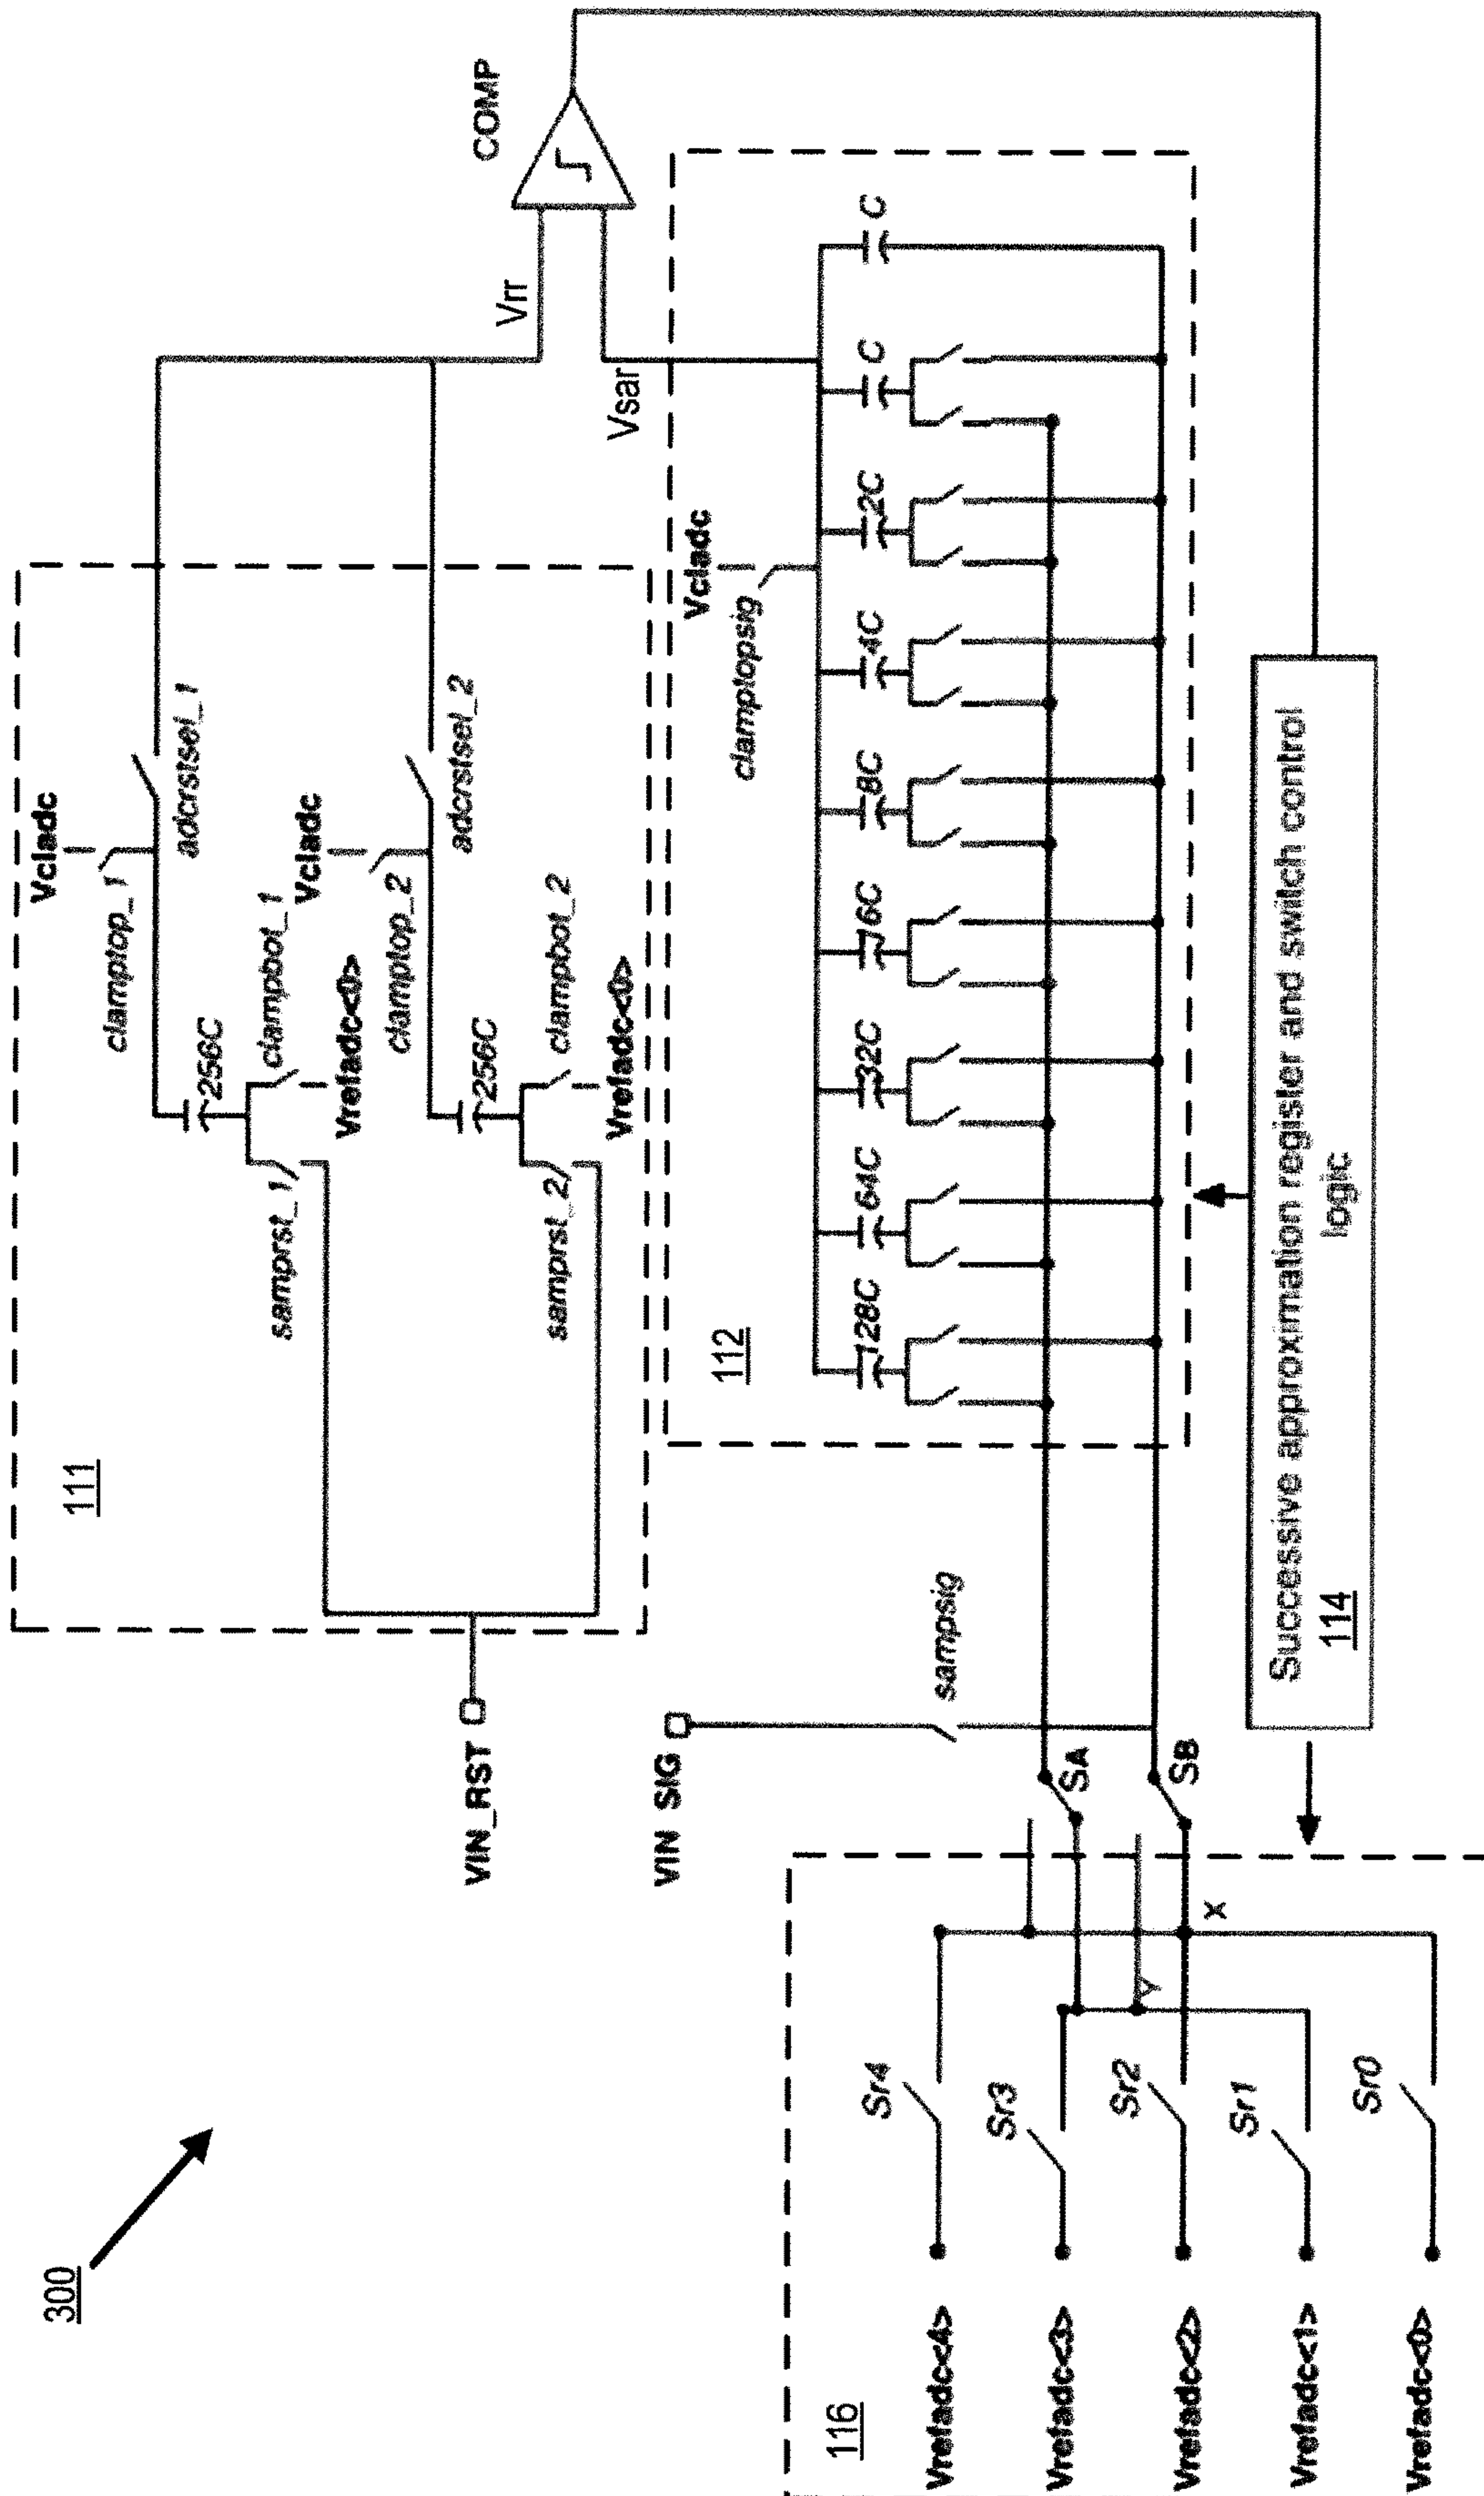 300
111
Vcladc
clamptop_1
adcrstsel_1
256C
clampbot_1
samprst_1
Vrefadc<0>
Vcladc
clamptop_2
adcrstsel_2
256C
clampbot_2
samprst_2
Vrefadc<0>
VIN_RST
Vrr
COMP
Vsar
VIN SIG
sampsig
112
Vcladc
clamptopsig
128C
64C
32C
16C
8C
4C
2C
C
C
SA
SB
116
Vrefadc<4>
Sr4
Vrefadc<3>
Sr3
Y
Vrefadc<2>
Sr2
X
Vrefadc<1>
Sr1
Vrefadc<0>
Sr0
Successive approximation register and switch control
logic
114